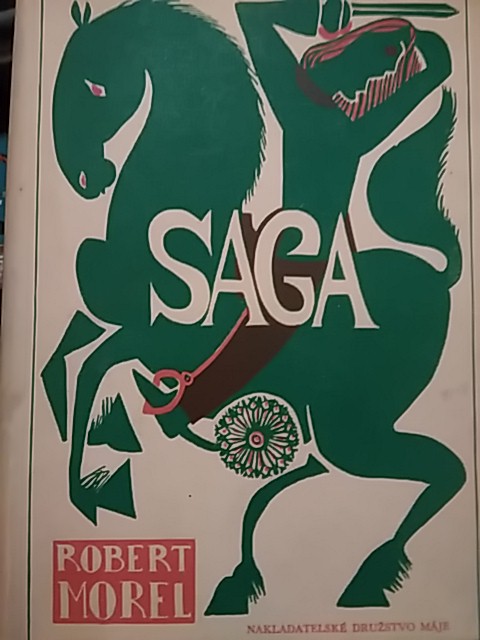 SAGA
ROBERT
MOREL
NAKLADATELSKÉ DRUŽSTVO MÁJE